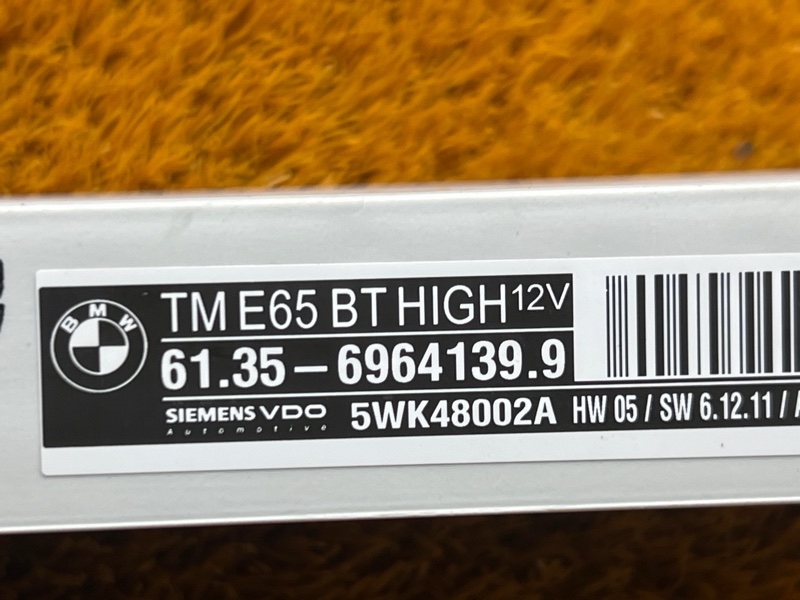 BMW
TM E65 BT HIGH 12V
61.35 – 6964139.9
SIEMENS VDO 5WK48002A HW 05 / SW 6.12.11 /
Automotive